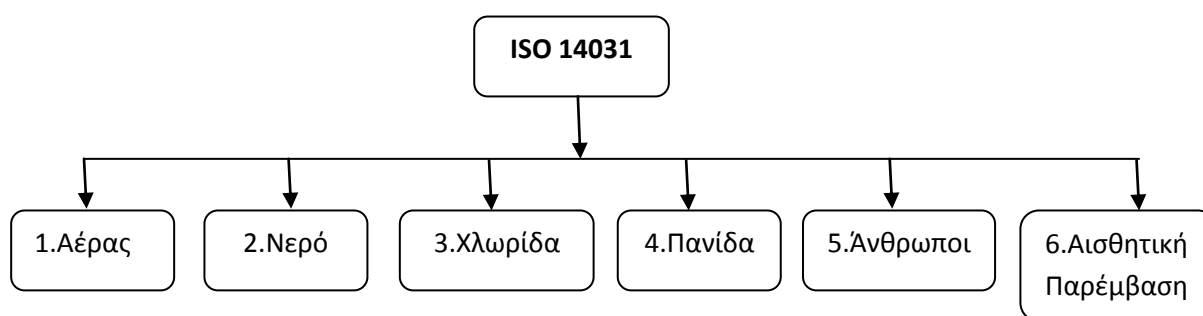 ISO 14031
1.Αέρας
2.Νερό
3.Χλωρίδα
4.Πανίδα
5.Άνθρωποι
6.Αισθητική
Παρέμβαση